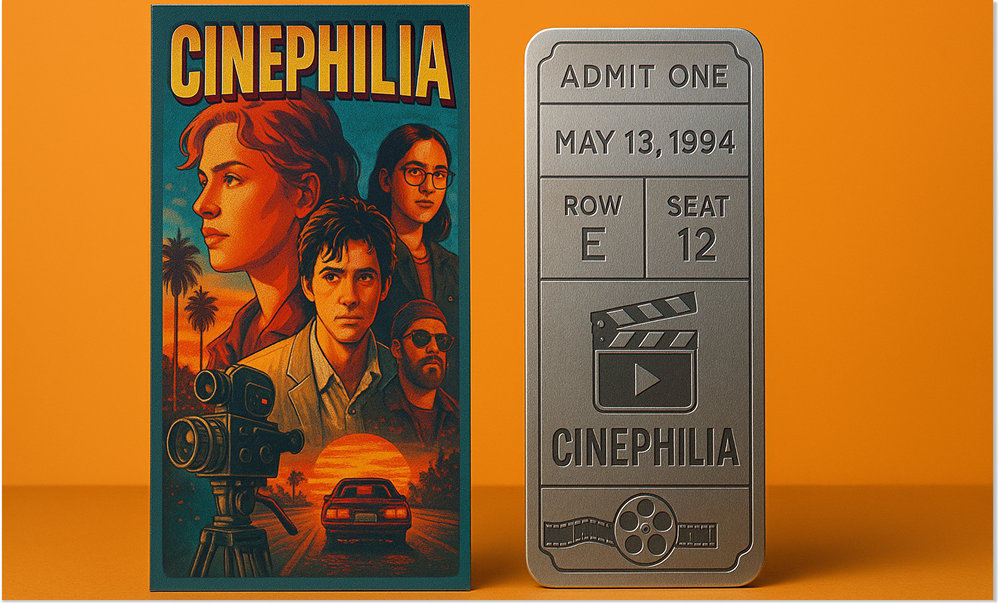 CINEPHILIA
ADMIT ONE
MAY 13, 1994
ROW
E
SEAT
12
CINEPHILIA